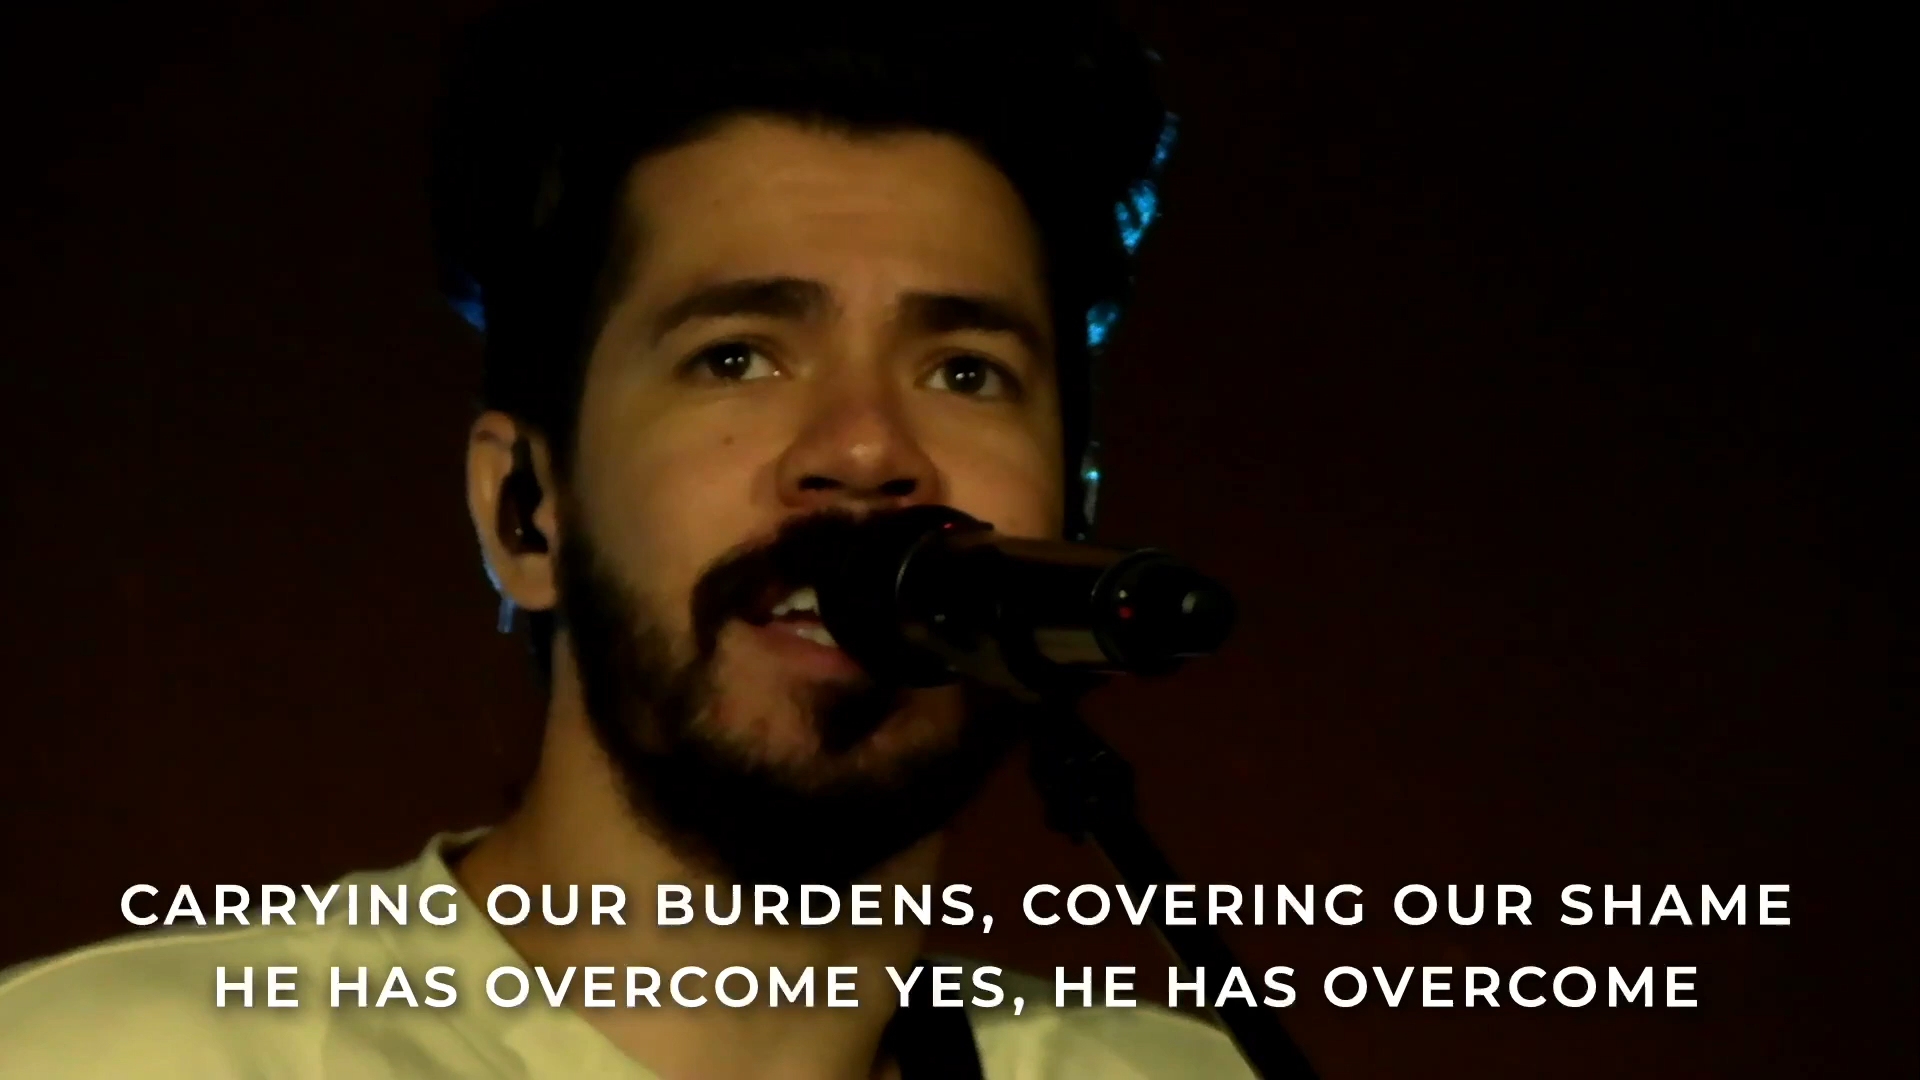 CARRYING OUR BURDENS, COVERING OUR SHAME
HE HAS OVERCOME YES, HE HAS OVERCOME